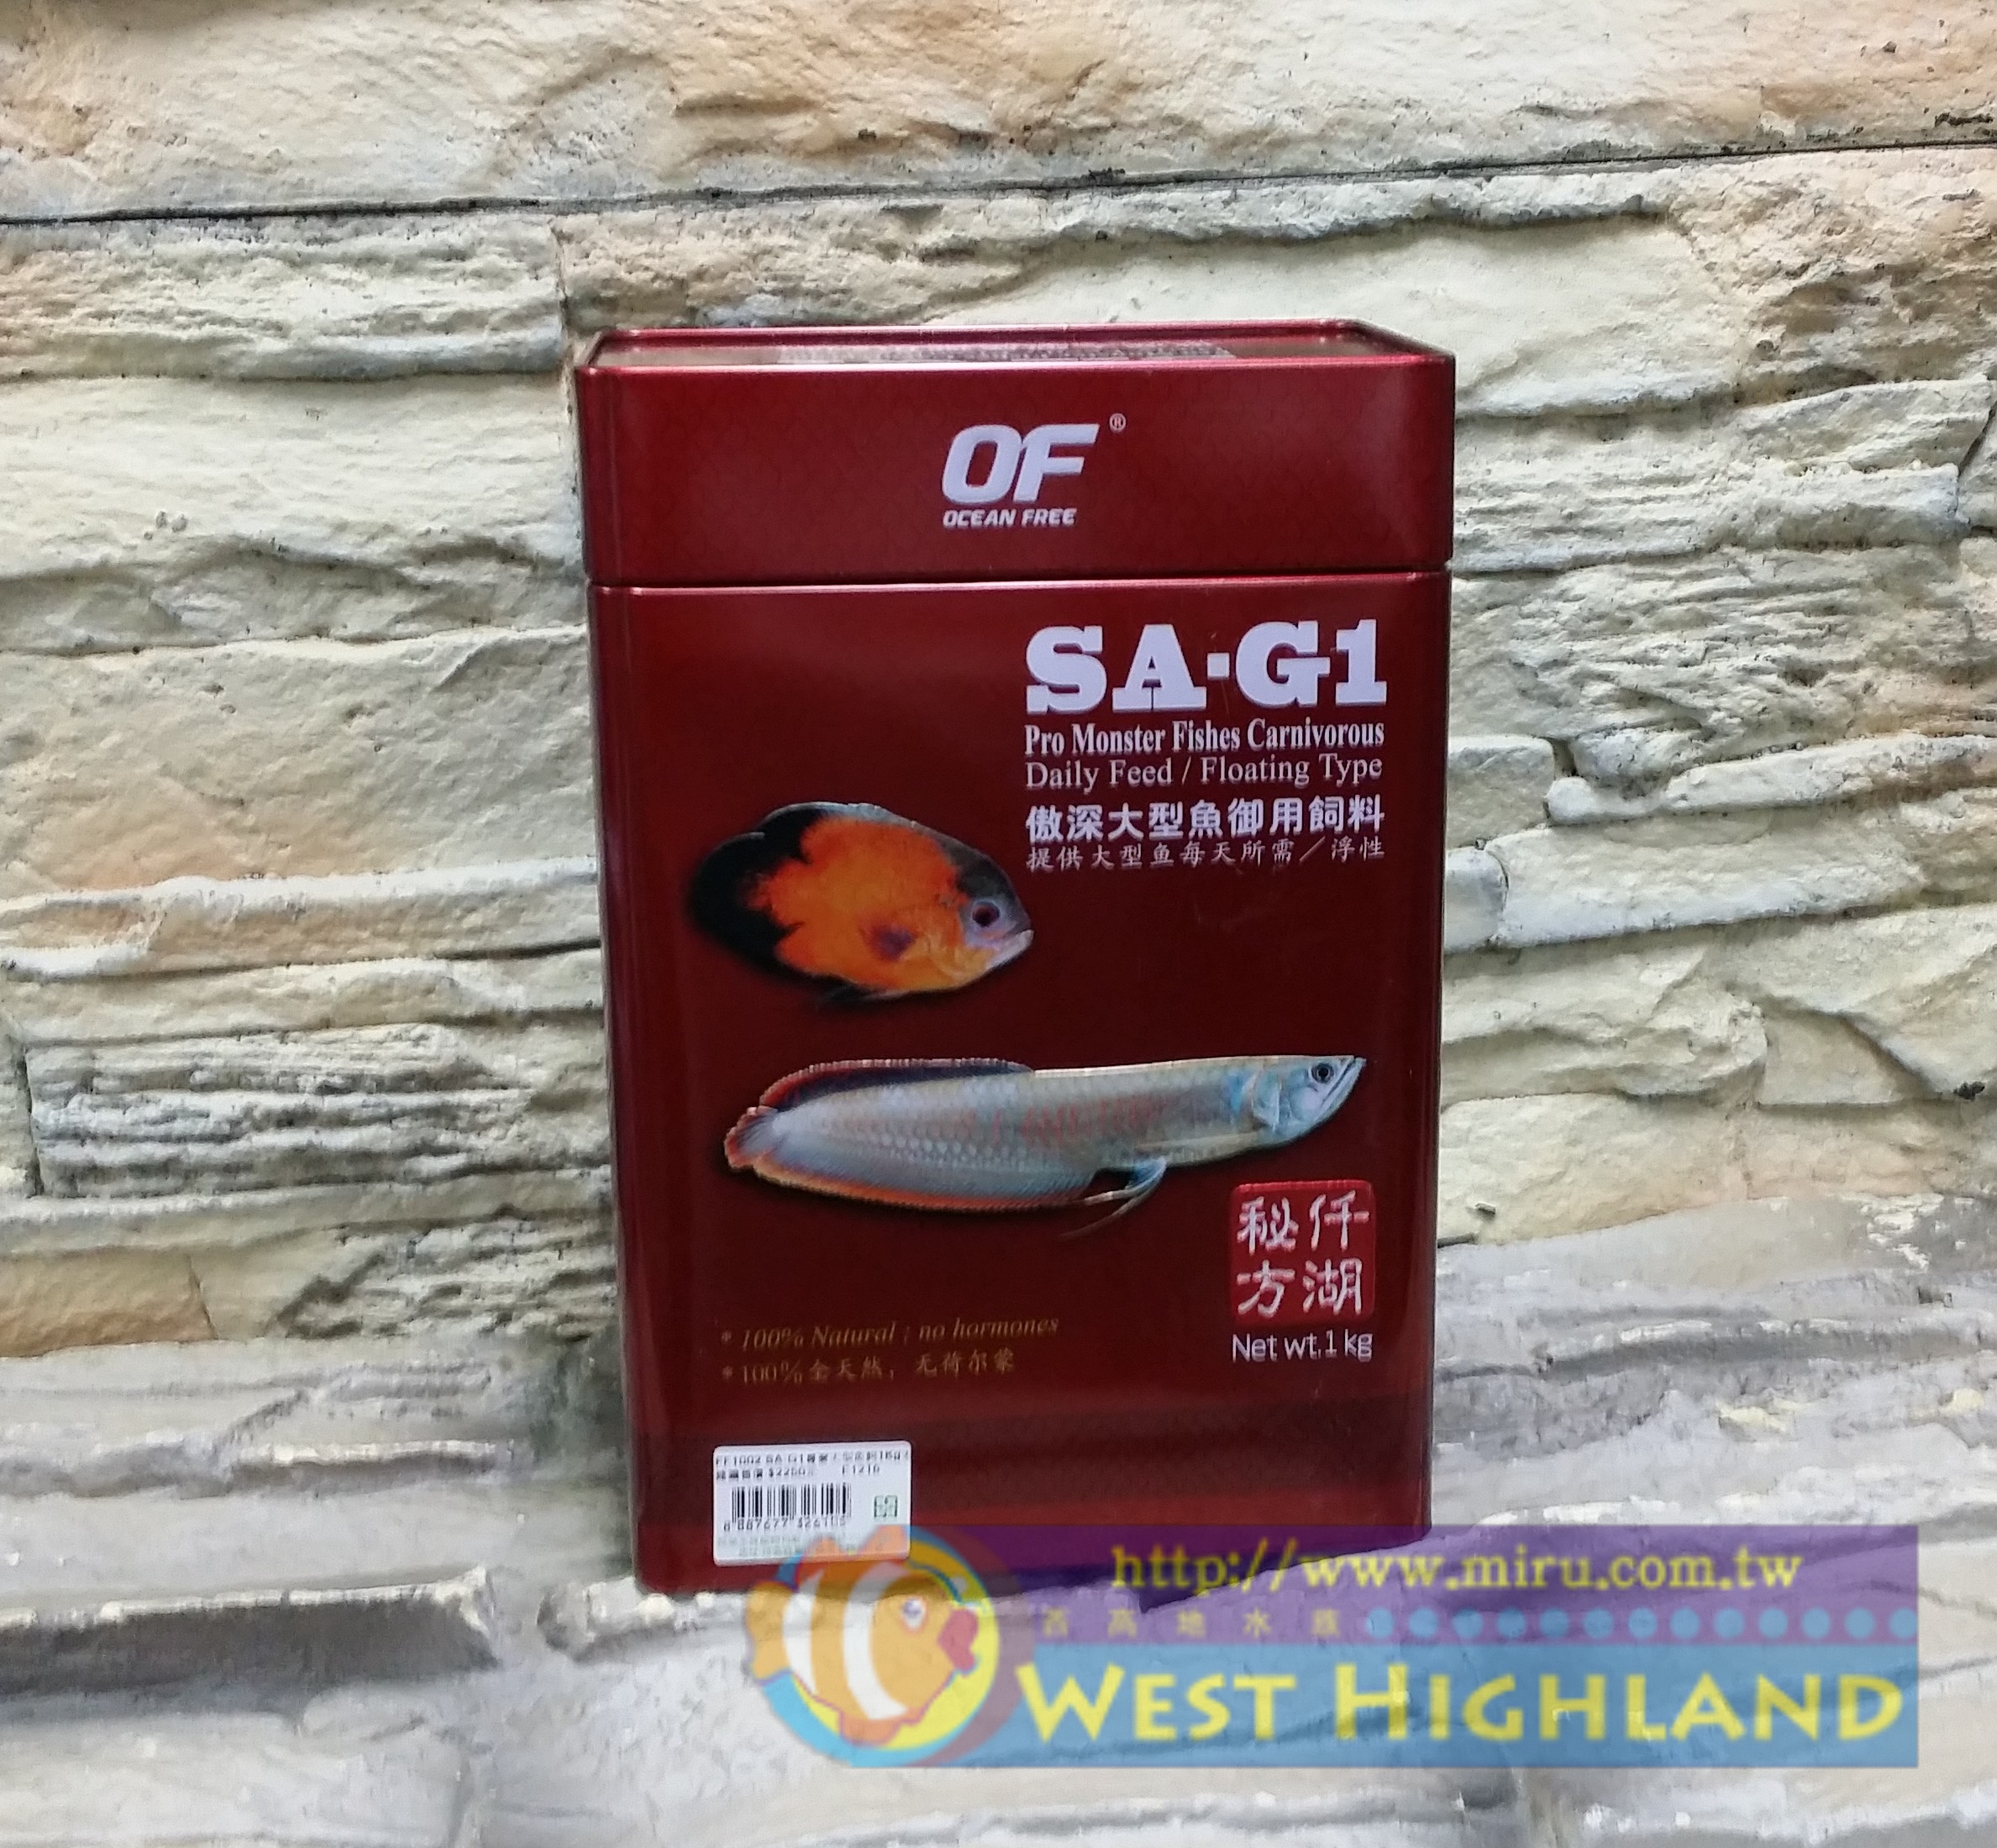 OF®
OCEAN FREE
SA·G1
Pro Monster Fishes Carnivorous
Daily Feed / Floating Type
傲深大型魚御用飼料
提供大型鱼每天所需／浮性
仟湖
秘方
Net wt.1 kg
* 100% Natural ; no hormones
* 100%全天然，无荷尔蒙
http://www.miru.com.tw
西高地水族
WEST HIGHLAND